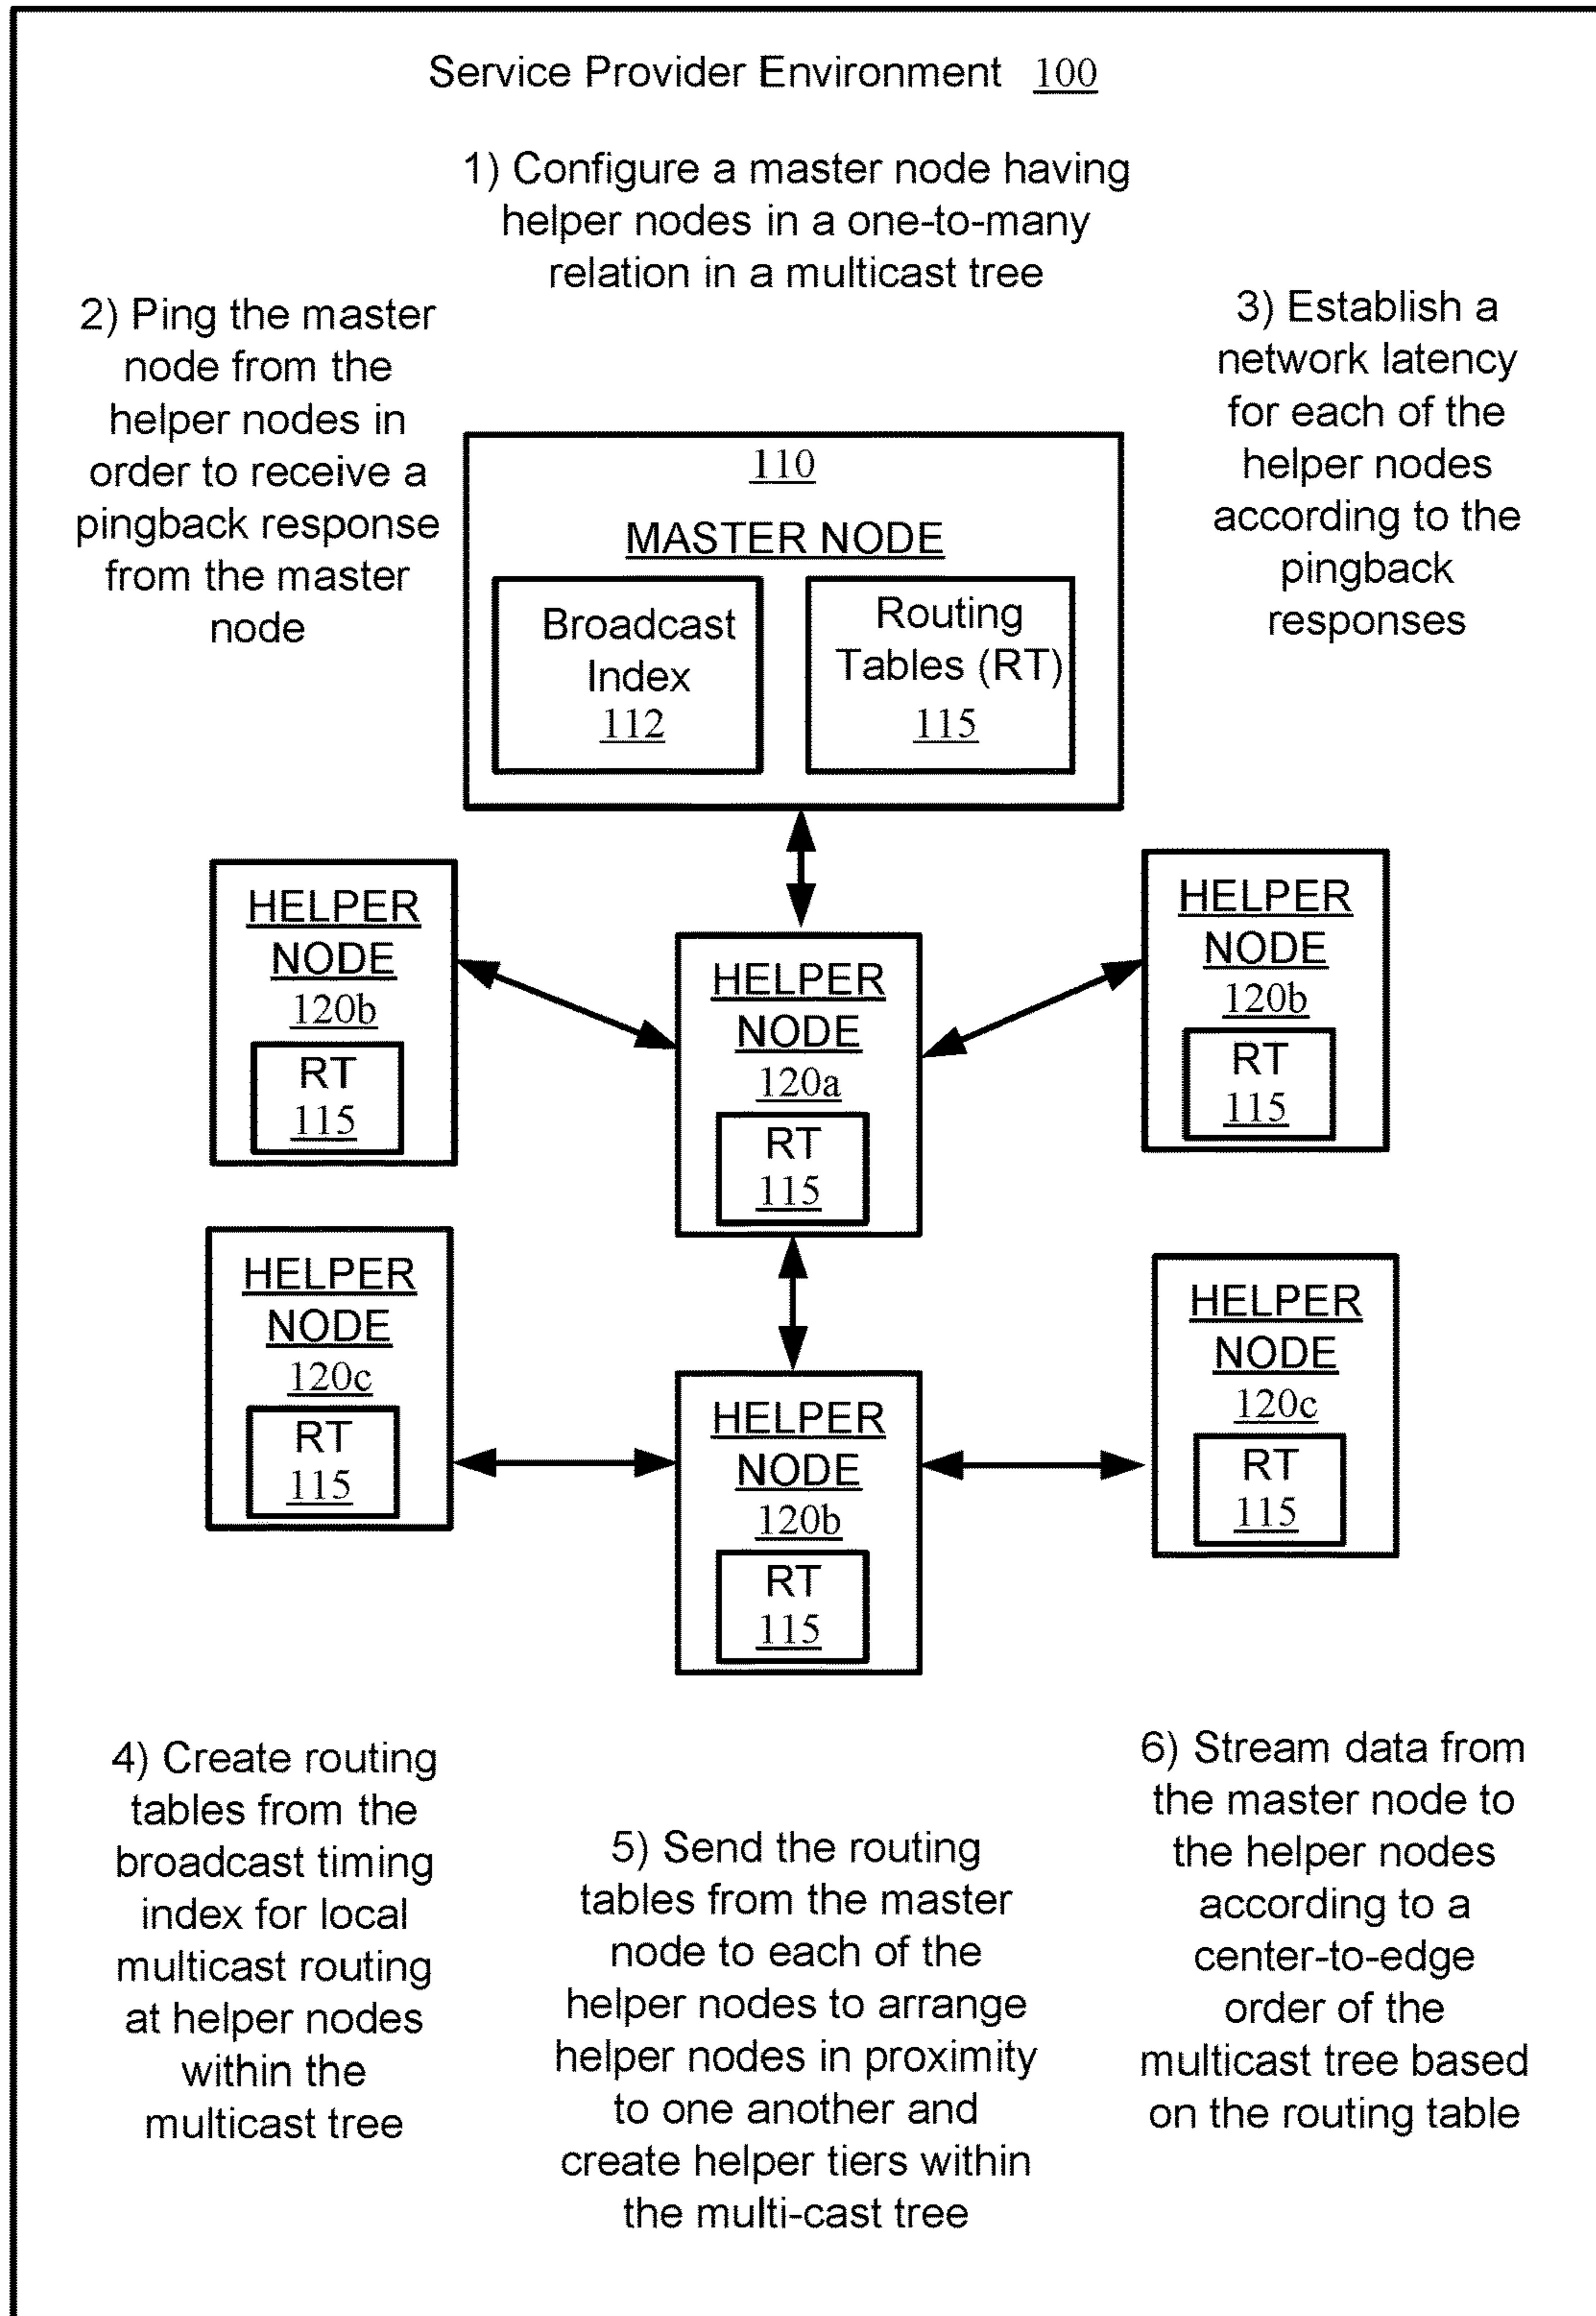 Service Provider Environment 100
1) Configure a master node having
helper nodes in a one-to-many
relation in a multicast tree
2) Ping the master
node from the
helper nodes in
order to receive a
pingback response
from the master
node
3) Establish a
network latency
for each of the
helper nodes
according to the
pingback
responses
110
MASTER NODE
Broadcast
Index
112
Routing
Tables (RT)
115
HELPER
NODE
120b
RT
115
HELPER
NODE
120a
RT
115
HELPER
NODE
120b
RT
115
HELPER
NODE
120c
RT
115
HELPER
NODE
120b
RT
115
HELPER
NODE
120c
RT
115
4) Create routing
tables from the
broadcast timing
index for local
multicast routing
at helper nodes
within the
multicast tree
5) Send the routing
tables from the master
node to each of the
helper nodes to arrange
helper nodes in proximity
to one another and
create helper tiers within
the multi-cast tree
6) Stream data from
the master node to
the helper nodes
according to a
center-to-edge
order of the
multicast tree based
on the routing table